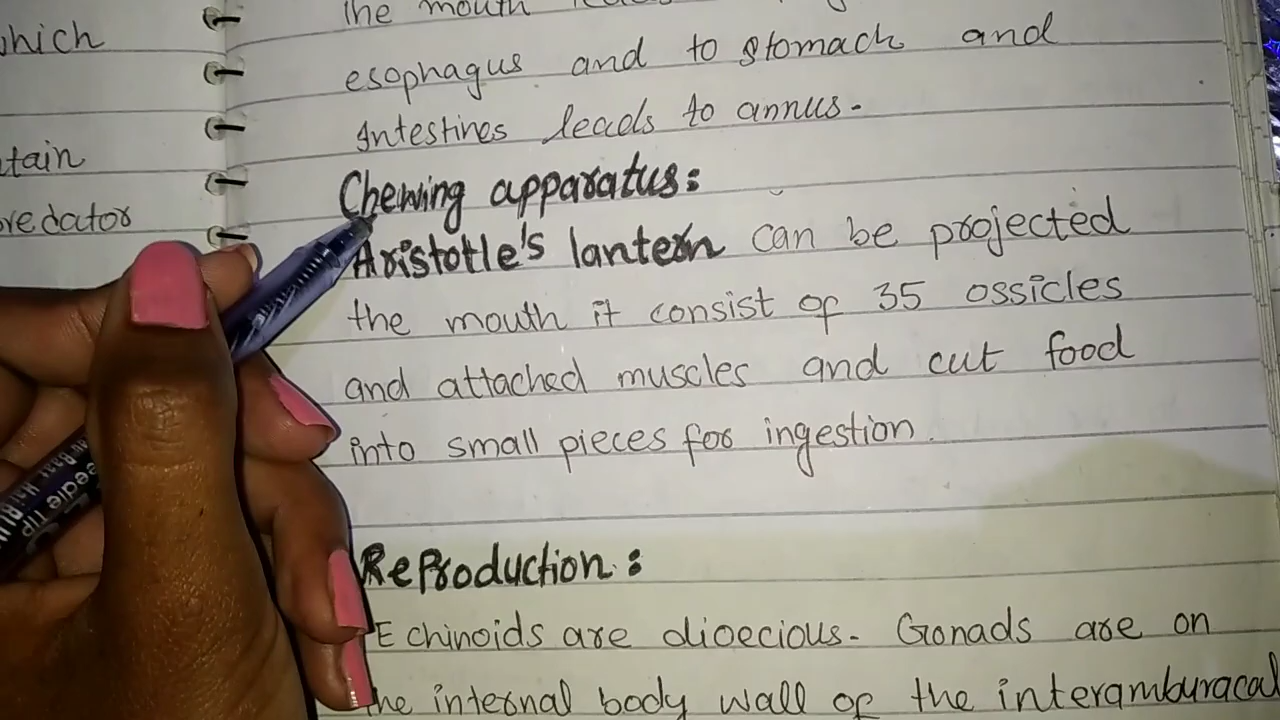 which
tain
redator
The mouth
esophagus and to stomach and
Intestines leads to annus.
Chewing apparatus:
Aristotle's lantern can be projected
the mouth it consist of 35 ossicles
and attached muscles and cut food
into small pieces for ingestion.
Reproduction:
Echinoids are dioecious. Gonads are on
the internal body wall of the interamburacal